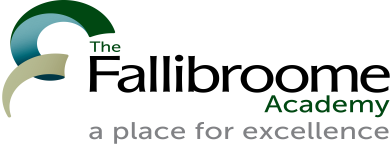 The
Fallibroome
Academy
a place for excellence